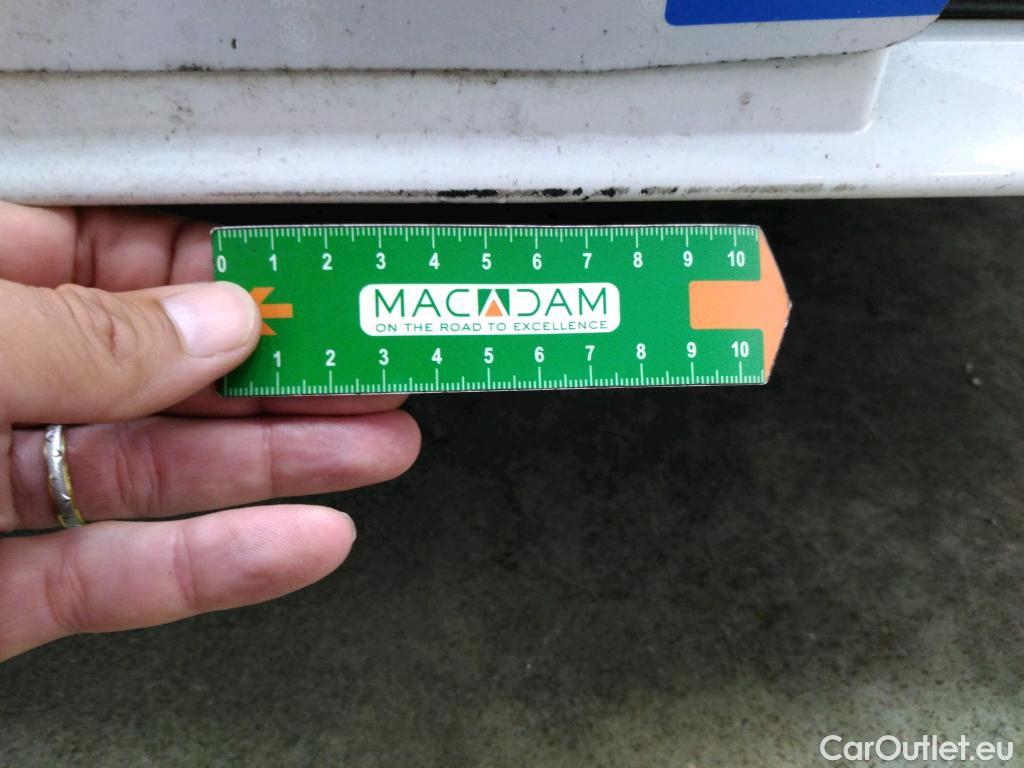 0 1 2 3 4 5 6 7 8 9 10
MACADAM
ON THE ROAD TO EXCELLENCE
1 2 3 4 5 6 7 8 9 10
CarOutlet.eu